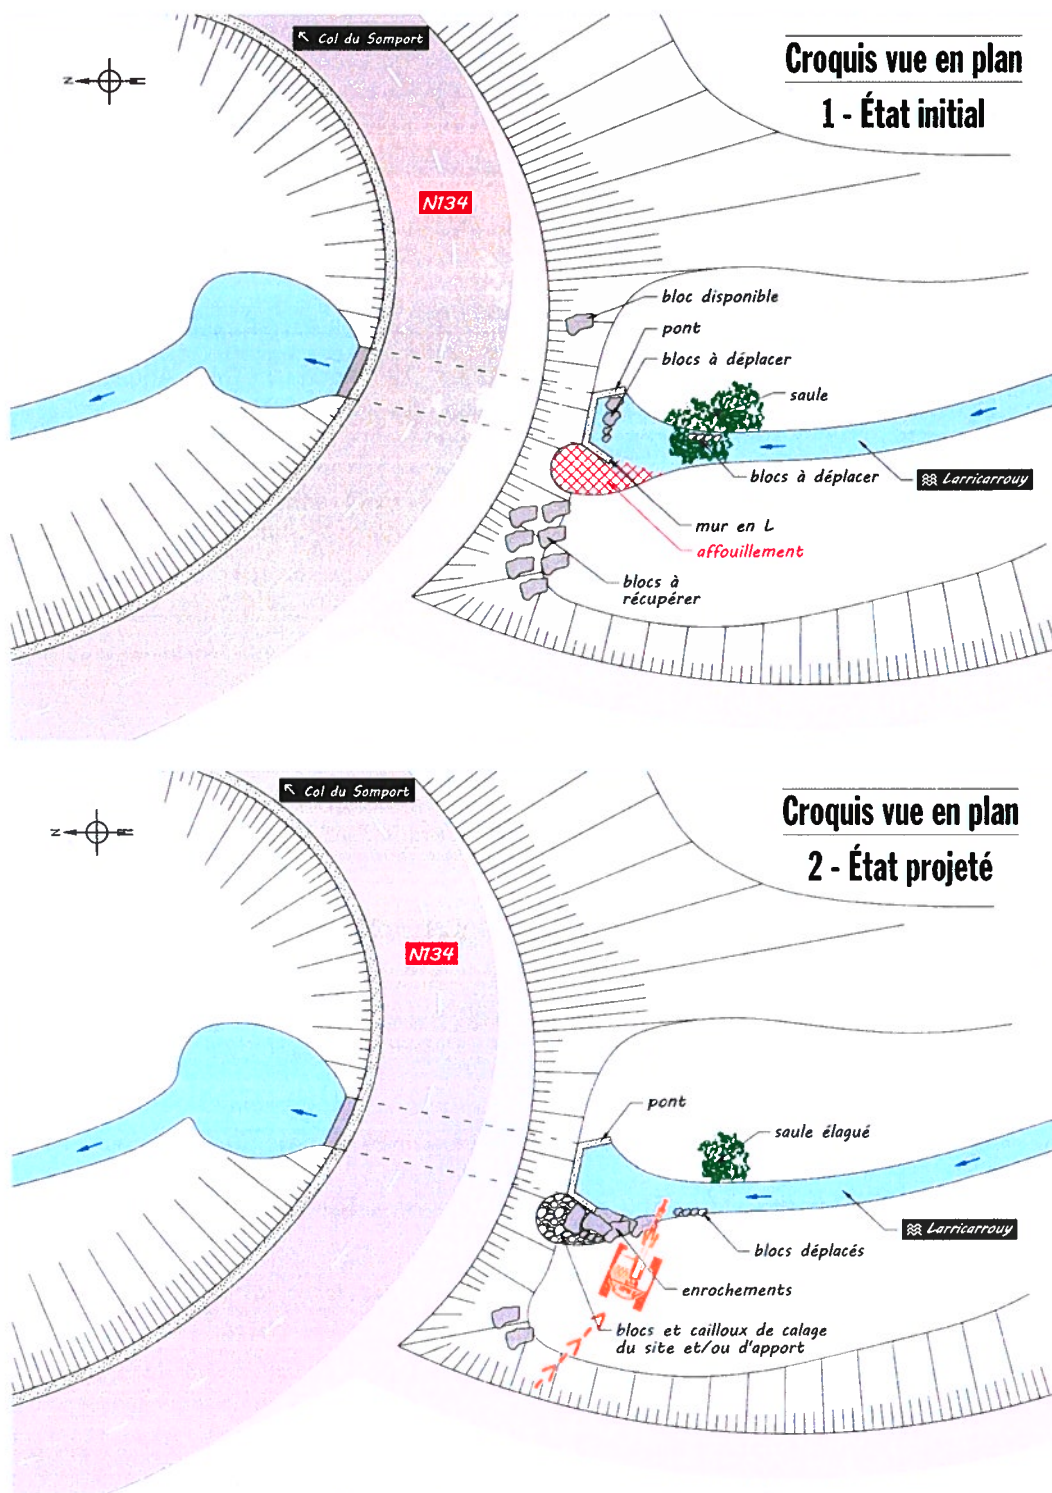 Col du Somport
Croquis vue en plan
1 - État initial
N
N134
bloc disponible
pont
blocs à déplacer
saule
blocs à déplacer
Larricarrouy
mur en L
affouillement
blocs à
récupérer
Col du Somport
Croquis vue en plan
2 - État projeté
N
N134
pont
saule élagué
Larricarrouy
blocs déplacés
enrochements
blocs et cailloux de calage
du site et/ou d'apport